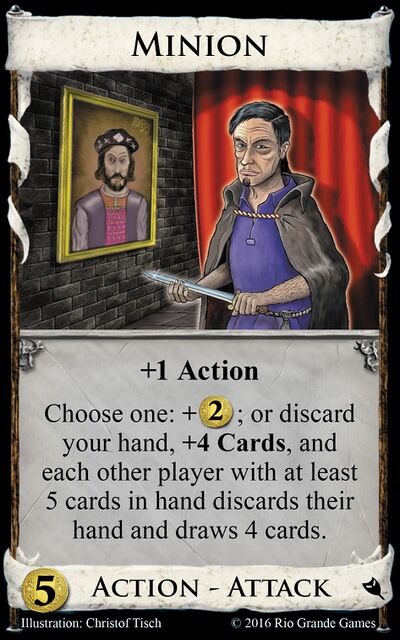 MINION
+1 Action
Choose one: +2; or discard
your hand, +4 Cards, and
each other player with at least
5 cards in hand discards their
hand and draws 4 cards.
5 ACTION - ATTACK
Illustration: Christof Tisch © 2016 Rio Grande Games